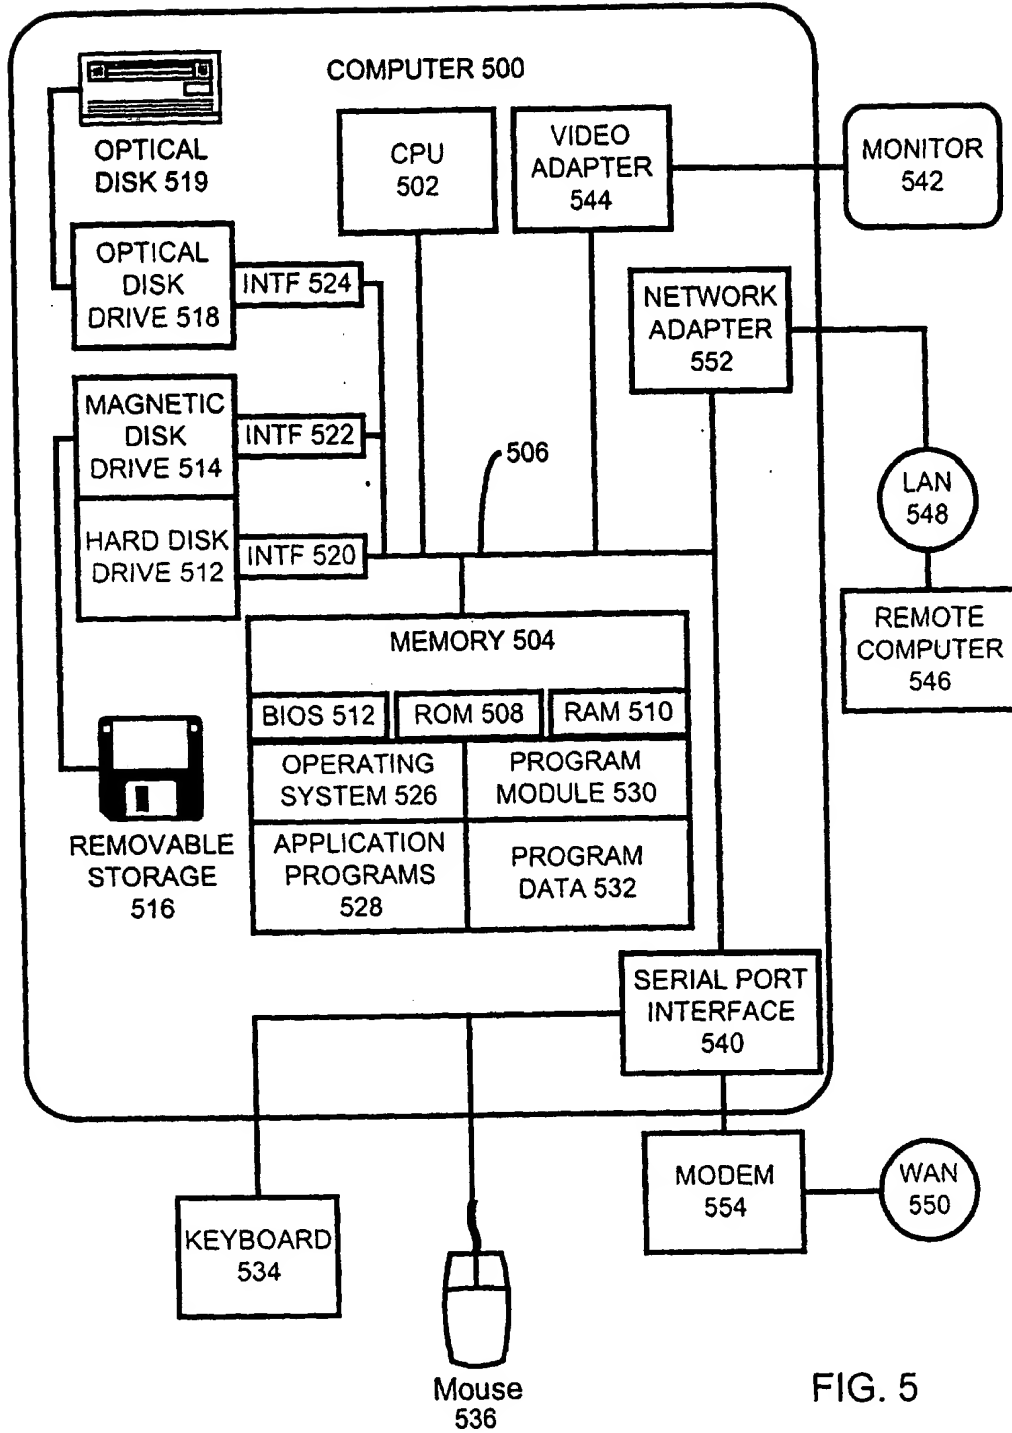 COMPUTER 500
OPTICAL
DISK 519
CPU
502
VIDEO
ADAPTER
544
MONITOR
542
OPTICAL
DISK
DRIVE 518
INTF 524
NETWORK
ADAPTER
552
MAGNETIC
DISK
DRIVE 514
INTF 522
506
LAN
548
HARD DISK
DRIVE 512
INTF 520
REMOTE
COMPUTER
546
MEMORY 504
BIOS 512
ROM 508
RAM 510
OPERATING
SYSTEM 526
PROGRAM
MODULE 530
REMOVABLE
STORAGE
516
APPLICATION
PROGRAMS
528
PROGRAM
DATA 532
SERIAL PORT
INTERFACE
540
MODEM
554
WAN
550
KEYBOARD
534
Mouse
536
FIG. 5